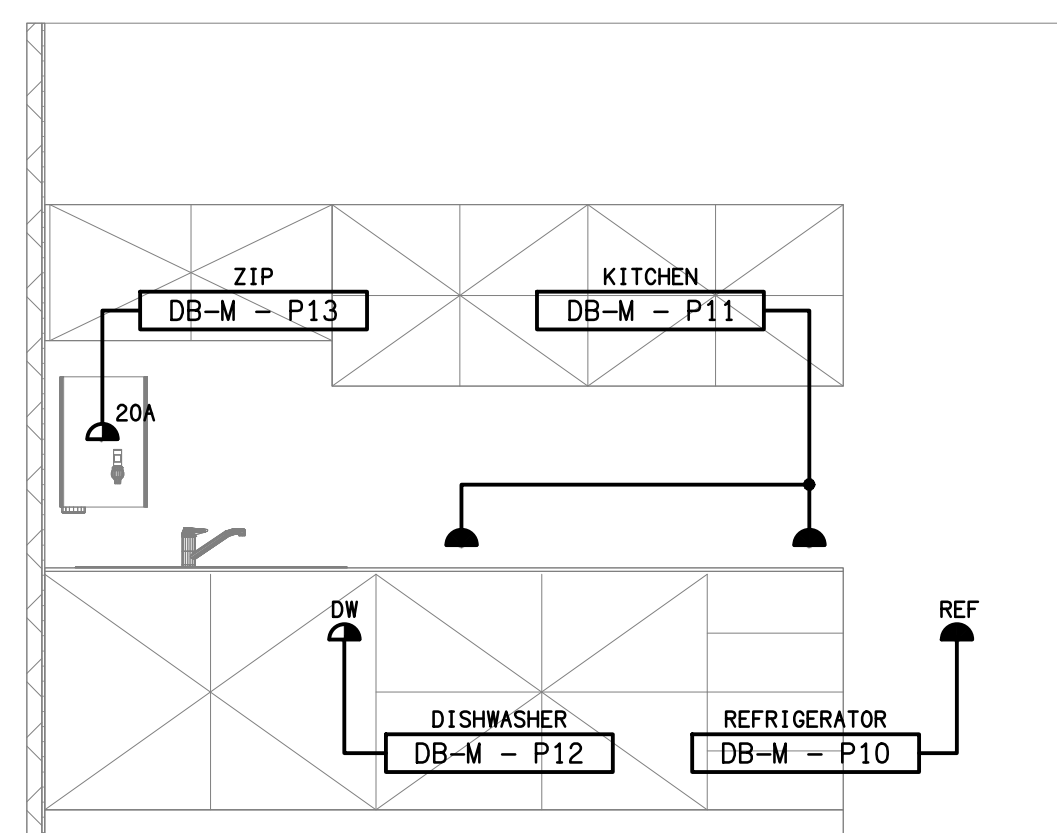 ZIP
DB-M - P13
KITCHEN
DB-M - P11
20A
DW
REF
DISHWASHER
DB-M - P12
REFRIGERATOR
DB-M - P10